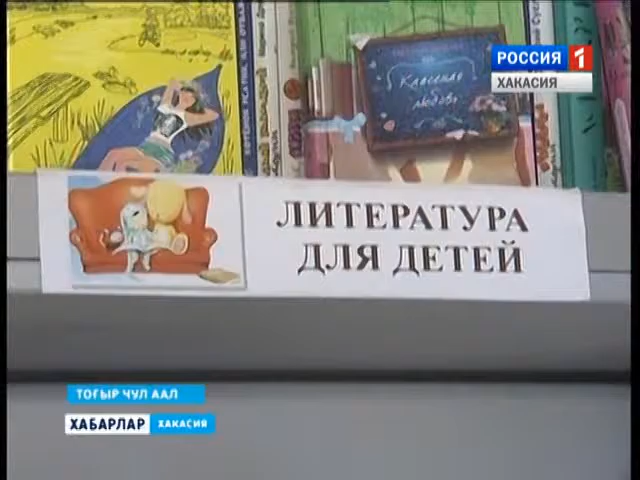 РОССИЯ 1
ХАКАСИЯ
Классная
любовь
ЛИТЕРАТУРА
ДЛЯ ДЕТЕЙ
ТОҒЫР ЧУЛ ААЛ
ХАБАРЛАР ХАКАСИЯ